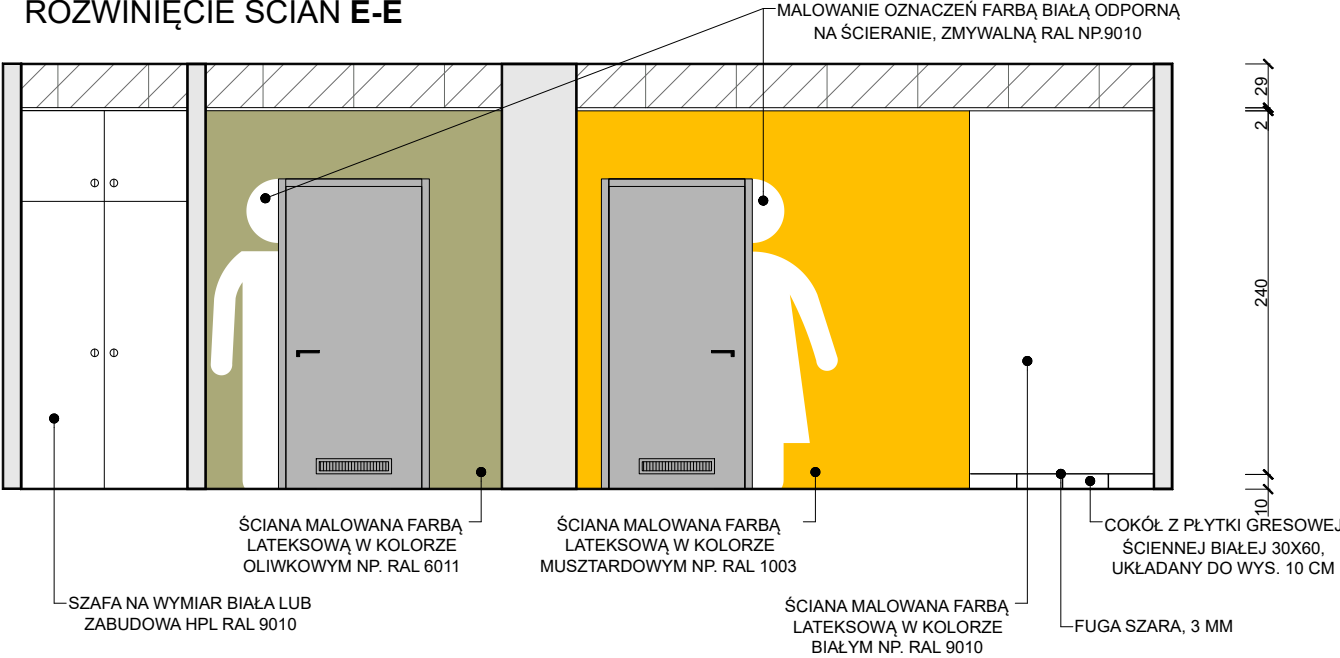 ROZWINIĘCIE ŚCIAN E-E
MALOWANIE OZNACZEŃ FARBĄ BIAŁĄ ODPORNĄ
NA ŚCIERANIE, ZMYWALNĄ RAL NP.9010
29
2
240
10
ŚCIANA MALOWANA FARBĄ
LATEKSOWĄ W KOLORZE
OLIWKOWYM NP. RAL 6011
ŚCIANA MALOWANA FARBĄ
LATEKSOWĄ W KOLORZE
MUSZTARDOWYM NP. RAL 1003
COKÓŁ Z PŁYTKI GRESOWEJ
ŚCIENNEJ BIAŁEJ 30X60,
UKŁADANY DO WYS. 10 CM
SZAFA NA WYMIAR BIAŁA LUB
ZABUDOWA HPL RAL 9010
ŚCIANA MALOWANA FARBĄ
LATEKSOWĄ W KOLORZE
BIAŁYM NP. RAL 9010
FUGA SZARA, 3 MM